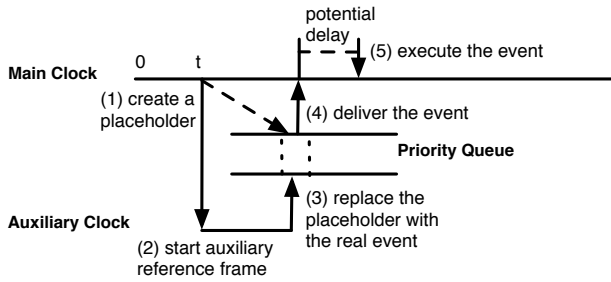 potential
delay
0
t
(5) execute the event
Main Clock
(1) create a
placeholder
(4) deliver the event
Priority Queue
(3) replace the
placeholder with
the real event
Auxiliary Clock
(2) start auxiliary
reference frame